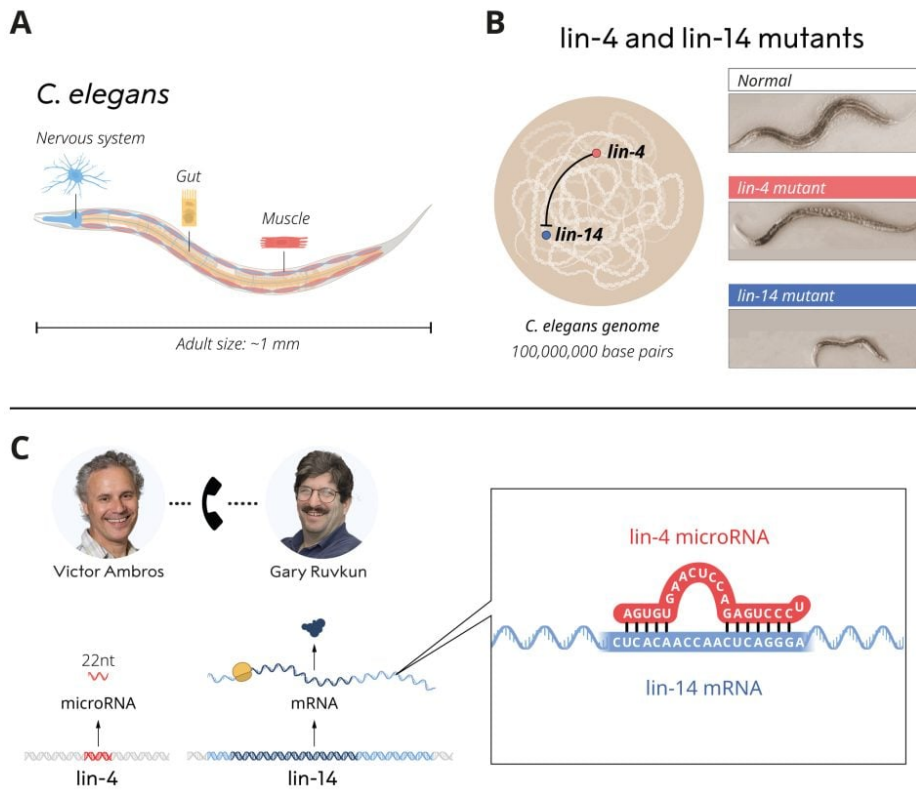 A
C. elegans
Nervous system
Gut
Muscle
Adult size: ~1 mm
B
lin-4 and lin-14 mutants
lin-4
lin-14
C. elegans genome
100,000,000 base pairs
Normal
lin-4 mutant
lin-14 mutant
C
Victor Ambros
Gary Ruvkun
22nt
microRNA
lin-4
mRNA
lin-14
lin-4 microRNA
AGUGUGAACUCCAGAGUCCCU
CUCACAACCAACUCAGGGA
lin-14 mRNA